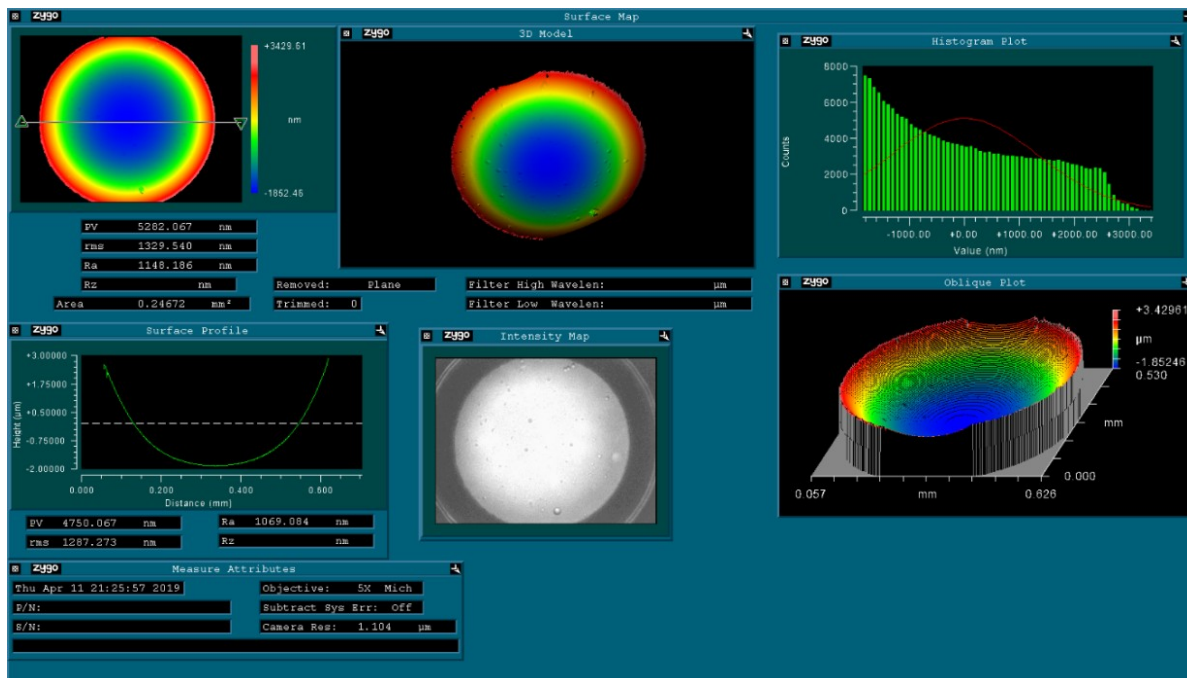 zygo Surface Map
+3429.61
nm
-1852.46
PV 5282.067 nm
rms 1329.540 nm
Ra 1148.186 nm
Rz nm
Area 0.24672 mm²
zygo 3D Model
Removed: Plane
Trimmed: 0
Filter High Wavelen: µm
Filter Low Wavelen: µm
zygo Histogram Plot
8000
6000
4000
2000
0
Counts
-1000.00 +0.00 +1000.00 +2000.00 +3000.00
Value (nm)
zygo Surface Profile
+3.00000
+1.75000
+0.50000
-0.75000
-2.00000
Height (µm)
0.000 0.200 0.400 0.600
Distance (mm)
PV 4750.067 nm
rms 1287.273 nm
Ra 1069.084 nm
Rz nm
zygo Intensity Map
zygo Oblique Plot
+3.42961
µm
-1.85246
0.530
mm
0.000
0.057 mm 0.626
zygo Measure Attributes
Thu Apr 11 21:25:57 2019
P/N:
S/N:
Objective: 5X Mich
Subtract Sys Err: Off
Camera Res: 1.104 µm